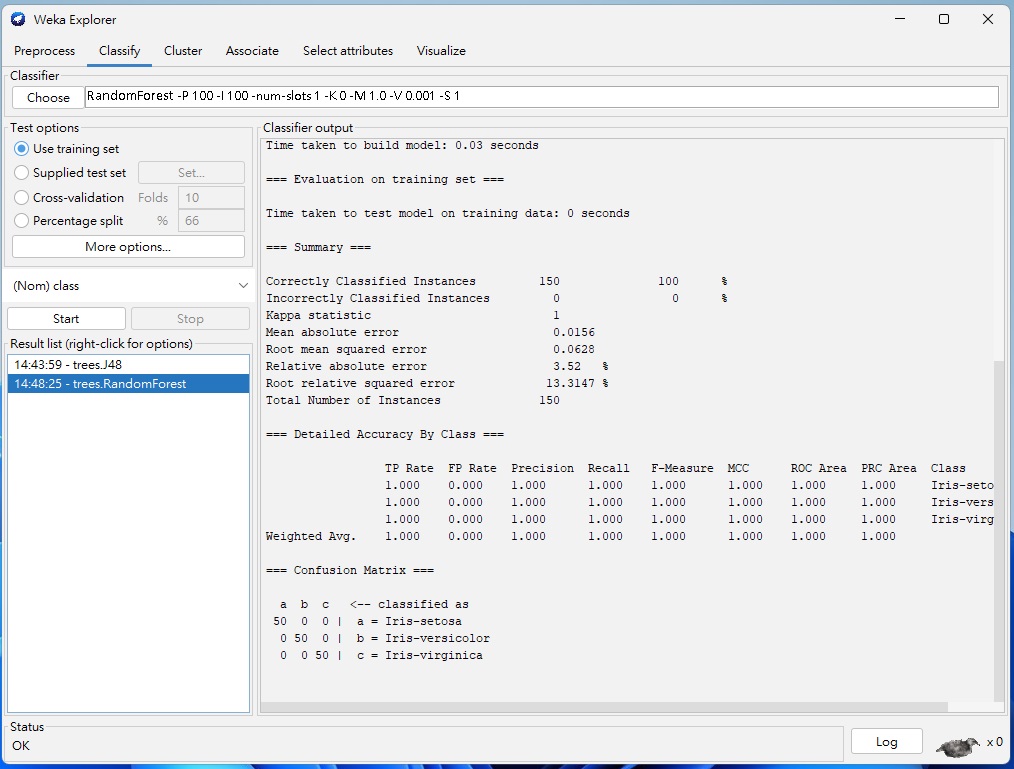 Weka Explorer
Preprocess Classify Cluster Associate Select attributes Visualize
Classifier
Choose RandomForest -P 100 -I 100 -num-slots 1 -K 0 -M 1.0 -V 0.001 -S 1
Test options
Use training set
Supplied test set Set...
Cross-validation Folds 10
Percentage split % 66
More options...
(Nom) class
Start Stop
Result list (right-click for options)
14:43:59 - trees.J48
14:48:25 - trees.RandomForest
Classifier output
Time taken to build model: 0.03 seconds
=== Evaluation on training set ===
Time taken to test model on training data: 0 seconds
=== Summary ===
Correctly Classified Instances 150 100 %
Incorrectly Classified Instances 0 0 %
Kappa statistic 1
Mean absolute error 0.0156
Root mean squared error 0.0628
Relative absolute error 3.52 %
Root relative squared error 13.3147 %
Total Number of Instances 150
=== Detailed Accuracy By Class ===
TP Rate FP Rate Precision Recall F-Measure MCC ROC Area PRC Area Class
1.000 0.000 1.000 1.000 1.000 1.000 1.000 1.000 Iris-seto
1.000 0.000 1.000 1.000 1.000 1.000 1.000 1.000 Iris-vers
1.000 0.000 1.000 1.000 1.000 1.000 1.000 1.000 Iris-virg
Weighted Avg. 1.000 0.000 1.000 1.000 1.000 1.000 1.000 1.000
=== Confusion Matrix ===
a b c <-- classified as
50 0 0 | a = Iris-setosa
0 50 0 | b = Iris-versicolor
0 0 50 | c = Iris-virginica
Status
OK
Log x 0